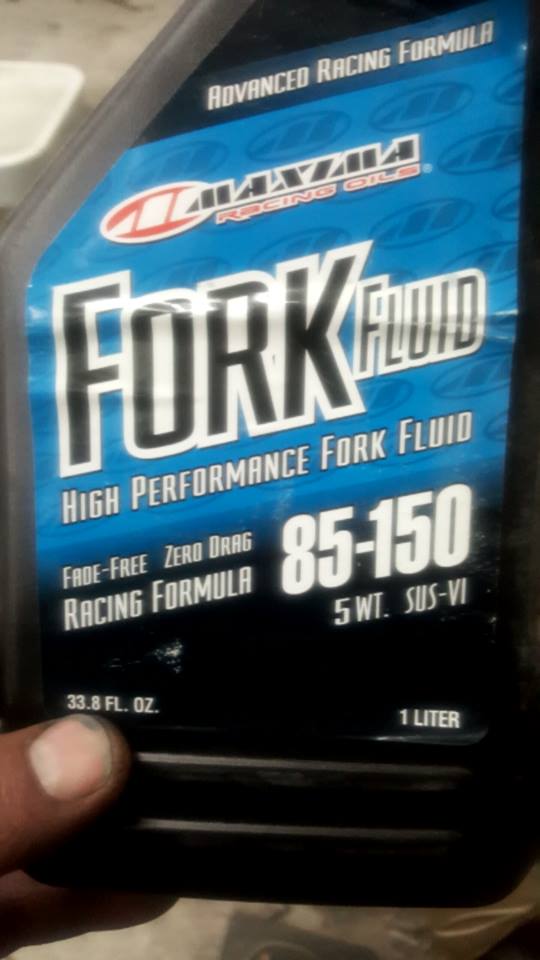 ADVANCED RACING FORMULA
MAXIMA
RACING OILS
FORK FLUID
HIGH PERFORMANCE FORK FLUID
FADE-FREE ZERO DRAG
RACING FORMULA
85-150
5 WT. SUS-VI
33.8 FL. OZ.
1 LITER